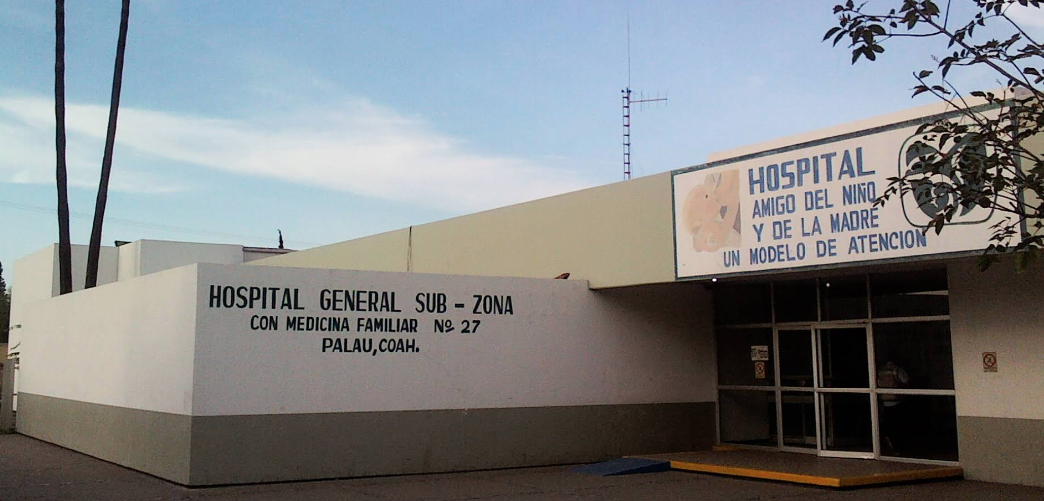 HOSPITAL GENERAL SUB - ZONA
CON MEDICINA FAMILIAR Nº 27
PALAU, COAH.
HOSPITAL
AMIGO DEL NIÑO
Y DE LA MADRE
UN MODELO DE ATENCION